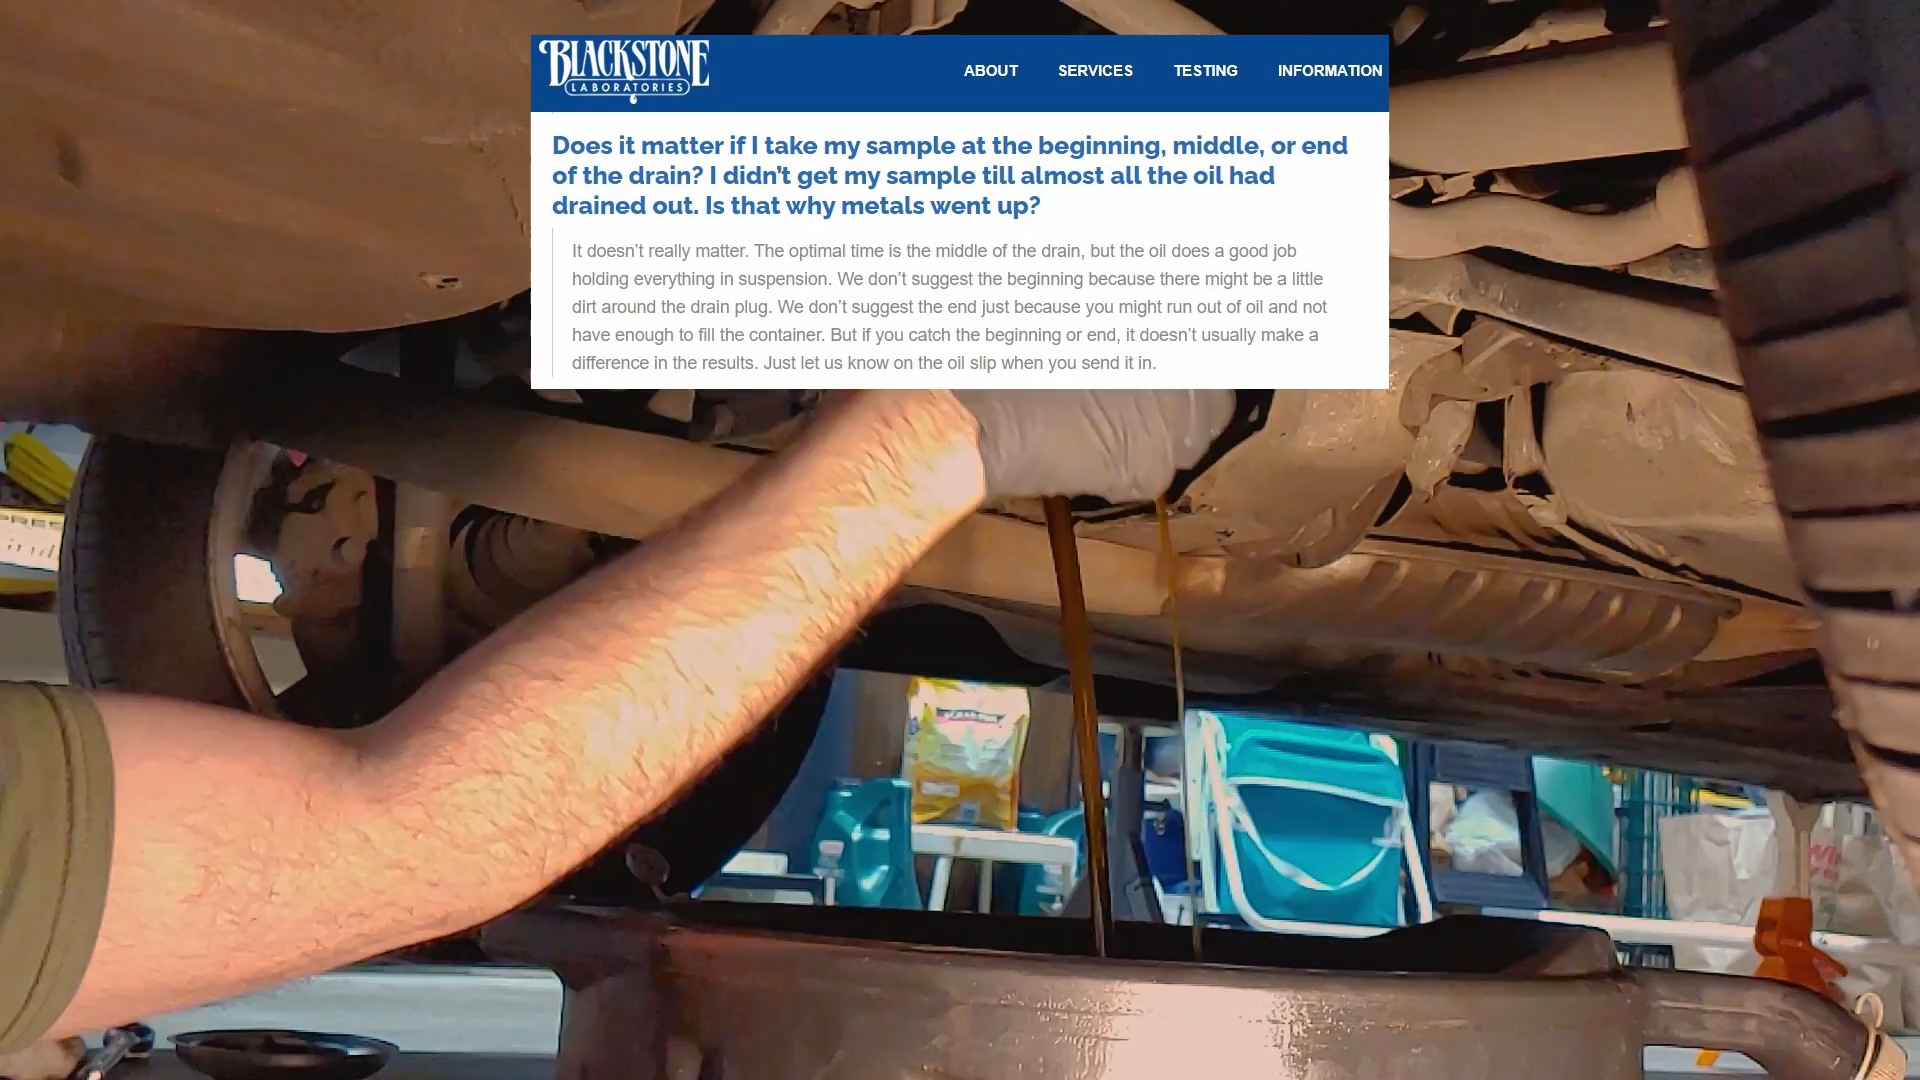 BLACKSTONE
LABORATORIES
ABOUT SERVICES TESTING INFORMATION
Does it matter if I take my sample at the beginning, middle, or end
of the drain? I didn’t get my sample till almost all the oil had
drained out. Is that why metals went up?
It doesn’t really matter. The optimal time is the middle of the drain, but the oil does a good job
holding everything in suspension. We don’t suggest the beginning because there might be a little
dirt around the drain plug. We don’t suggest the end just because you might run out of oil and not
have enough to fill the container. But if you catch the beginning or end, it doesn’t usually make a
difference in the results. Just let us know on the oil slip when you send it in.